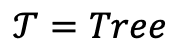 𝒯 = Tree